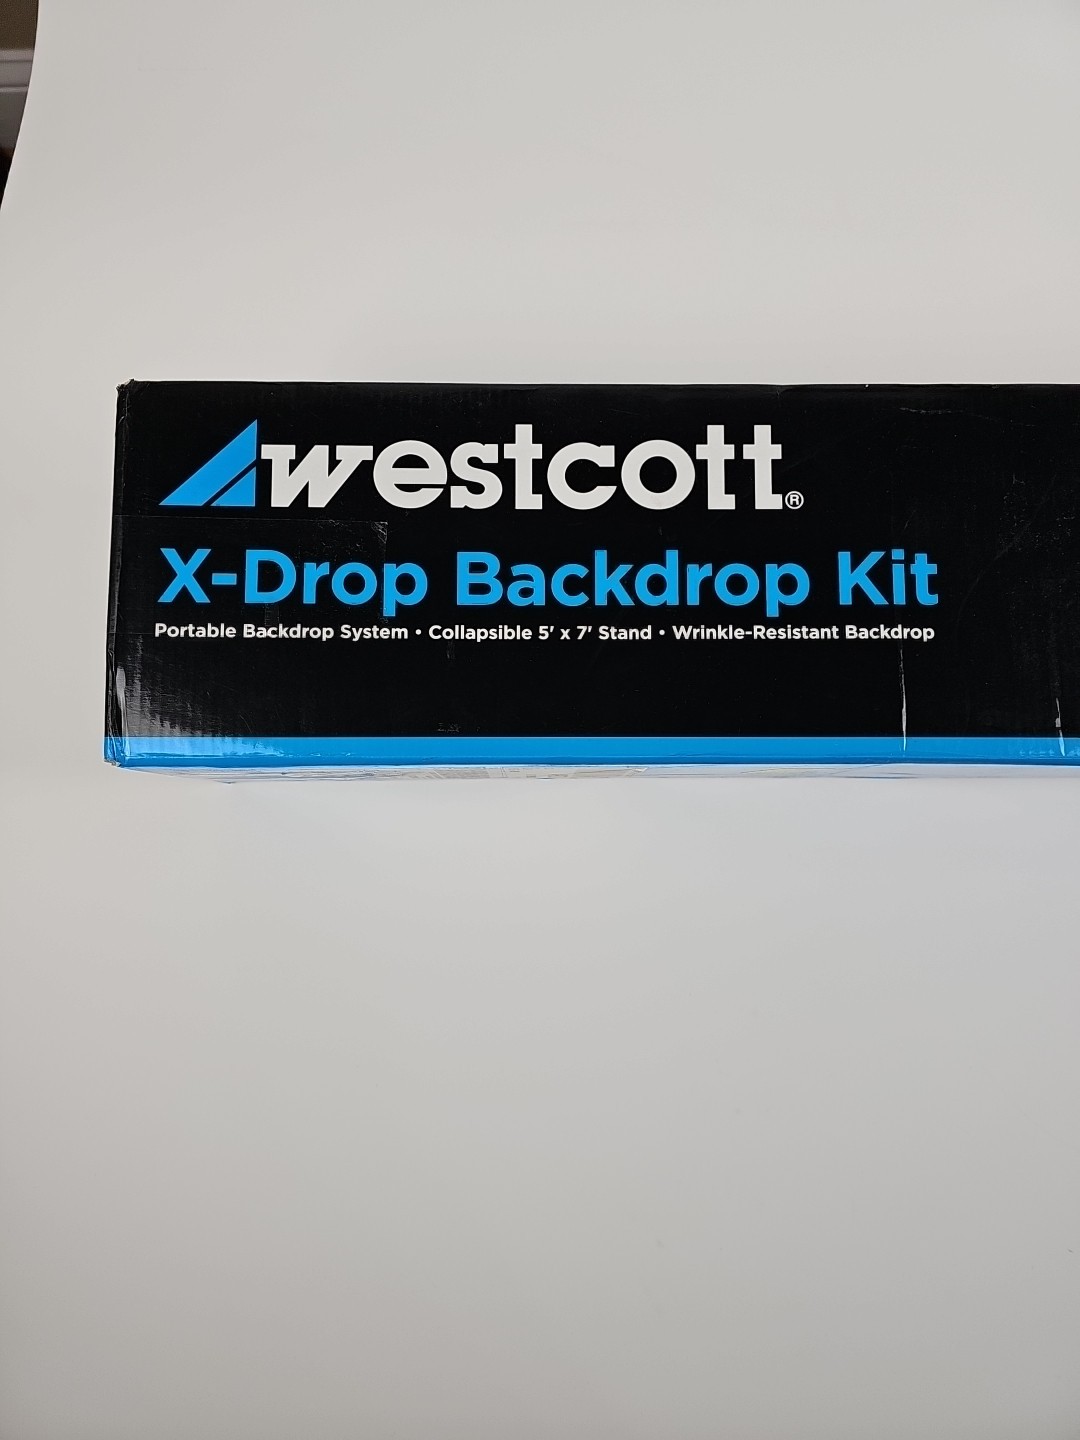 westcott®
X-Drop Backdrop Kit
Portable Backdrop System • Collapsible 5' x 7' Stand • Wrinkle-Resistant Backdrop